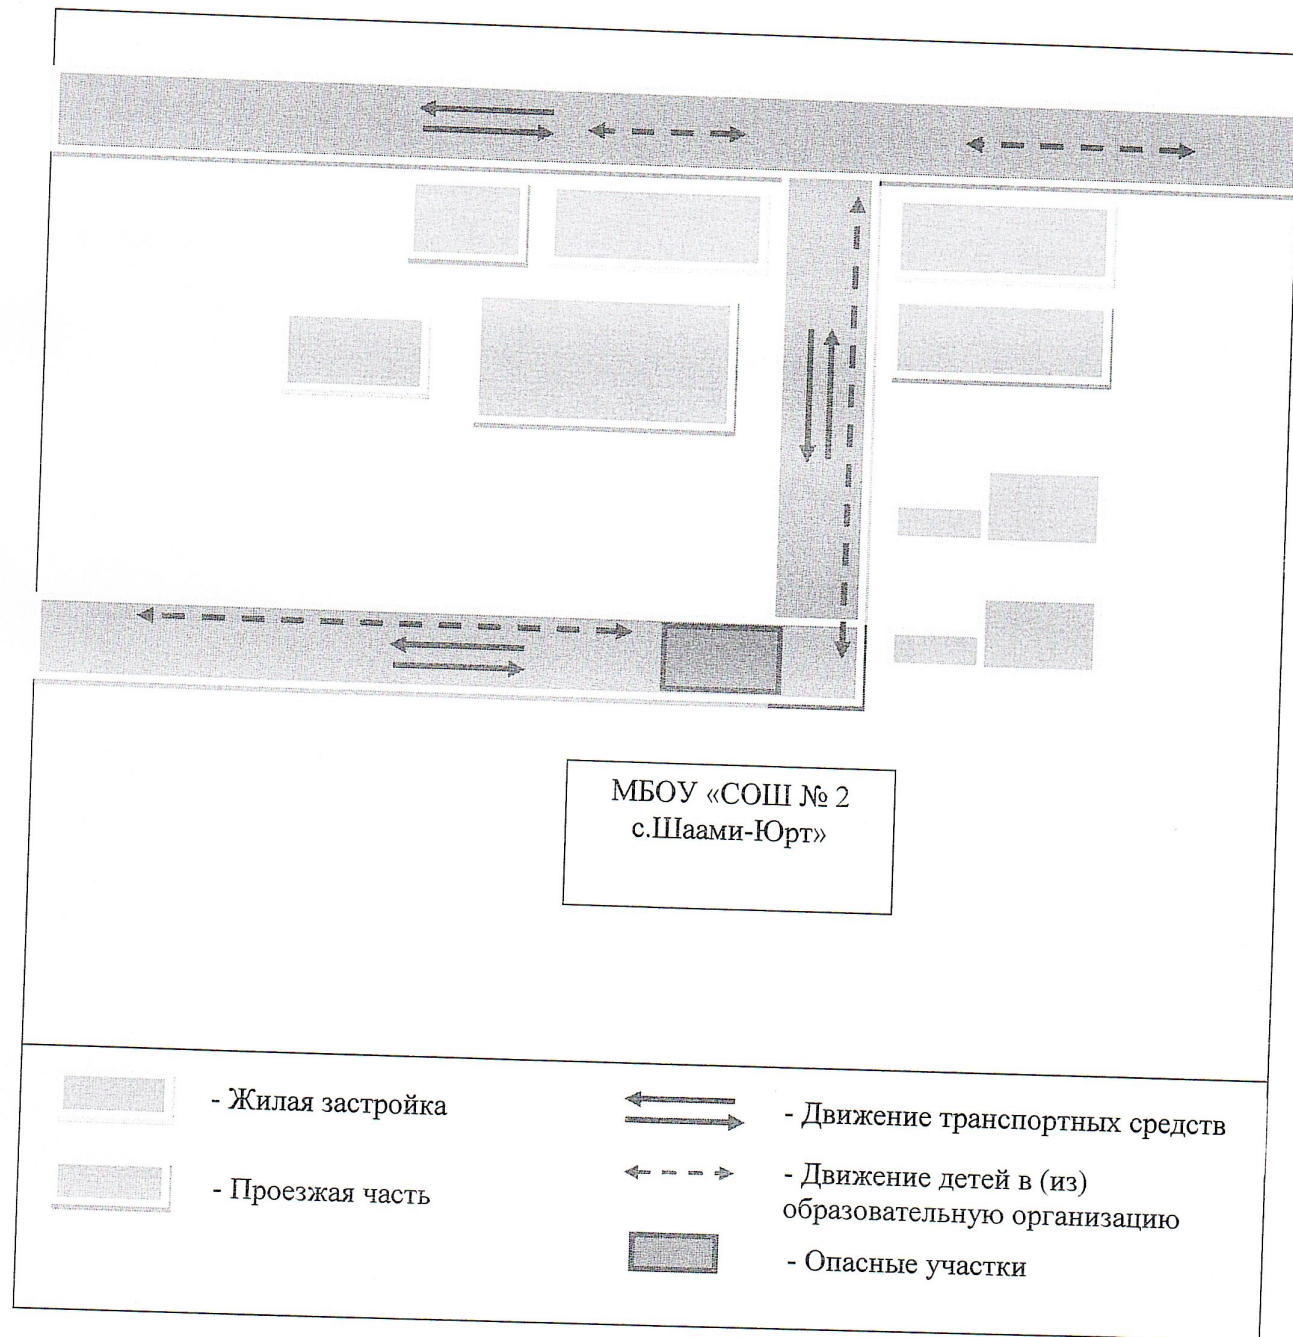 МБОУ «СОШ № 2
с.Шаами-Юрт»
- Жилая застройка
- Проезжая часть
- Движение транспортных средств
- Движение детей в (из)
образовательную организацию
- Опасные участки